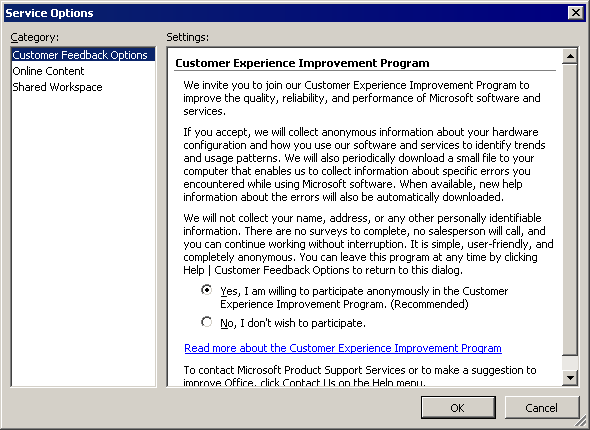 Service Options
Category:
Settings:
Customer Feedback Options
Online Content
Shared Workspace
Customer Experience Improvement Program
We invite you to join our Customer Experience Improvement Program to
improve the quality, reliability, and performance of Microsoft software and
services.
If you accept, we will collect anonymous information about your hardware
configuration and how you use our software and services to identify trends
and usage patterns. We will also periodically download a small file to your
computer that enables us to collect information about specific errors you
encountered while using Microsoft software. When available, new help
information about the errors will also be automatically downloaded.
We will not collect your name, address, or any other personally identifiable
information. There are no surveys to complete, no salesperson will call, and
you can continue working without interruption. It is simple, user-friendly, and
completely anonymous. You can leave this program at any time by clicking
Help | Customer Feedback Options to return to this dialog.
Yes, I am willing to participate anonymously in the Customer
Experience Improvement Program. (Recommended)
No, I don't wish to participate.
Read more about the Customer Experience Improvement Program
To contact Microsoft Product Support Services or to make a suggestion to
improve Office, click Contact Us on the Help menu.
OK
Cancel